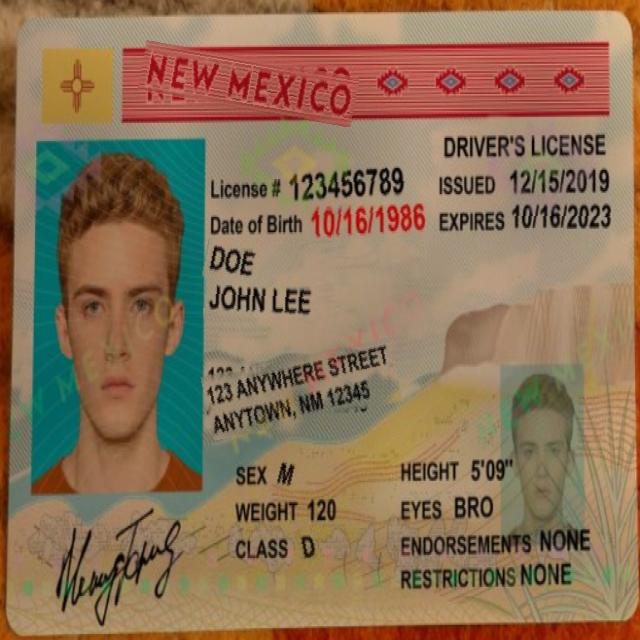 NEW MEXICO
DRIVER'S LICENSE
License # 123456789
ISSUED 12/15/2019
Date of Birth 10/16/1986
EXPIRES 10/16/2023
DOE
JOHN LEE
123 ANYWHERE STREET
ANYTOWN, NM 12345
SEX M
HEIGHT 5'09"
WEIGHT 120
EYES BRO
CLASS D
ENDORSEMENTS NONE
RESTRICTIONS NONE